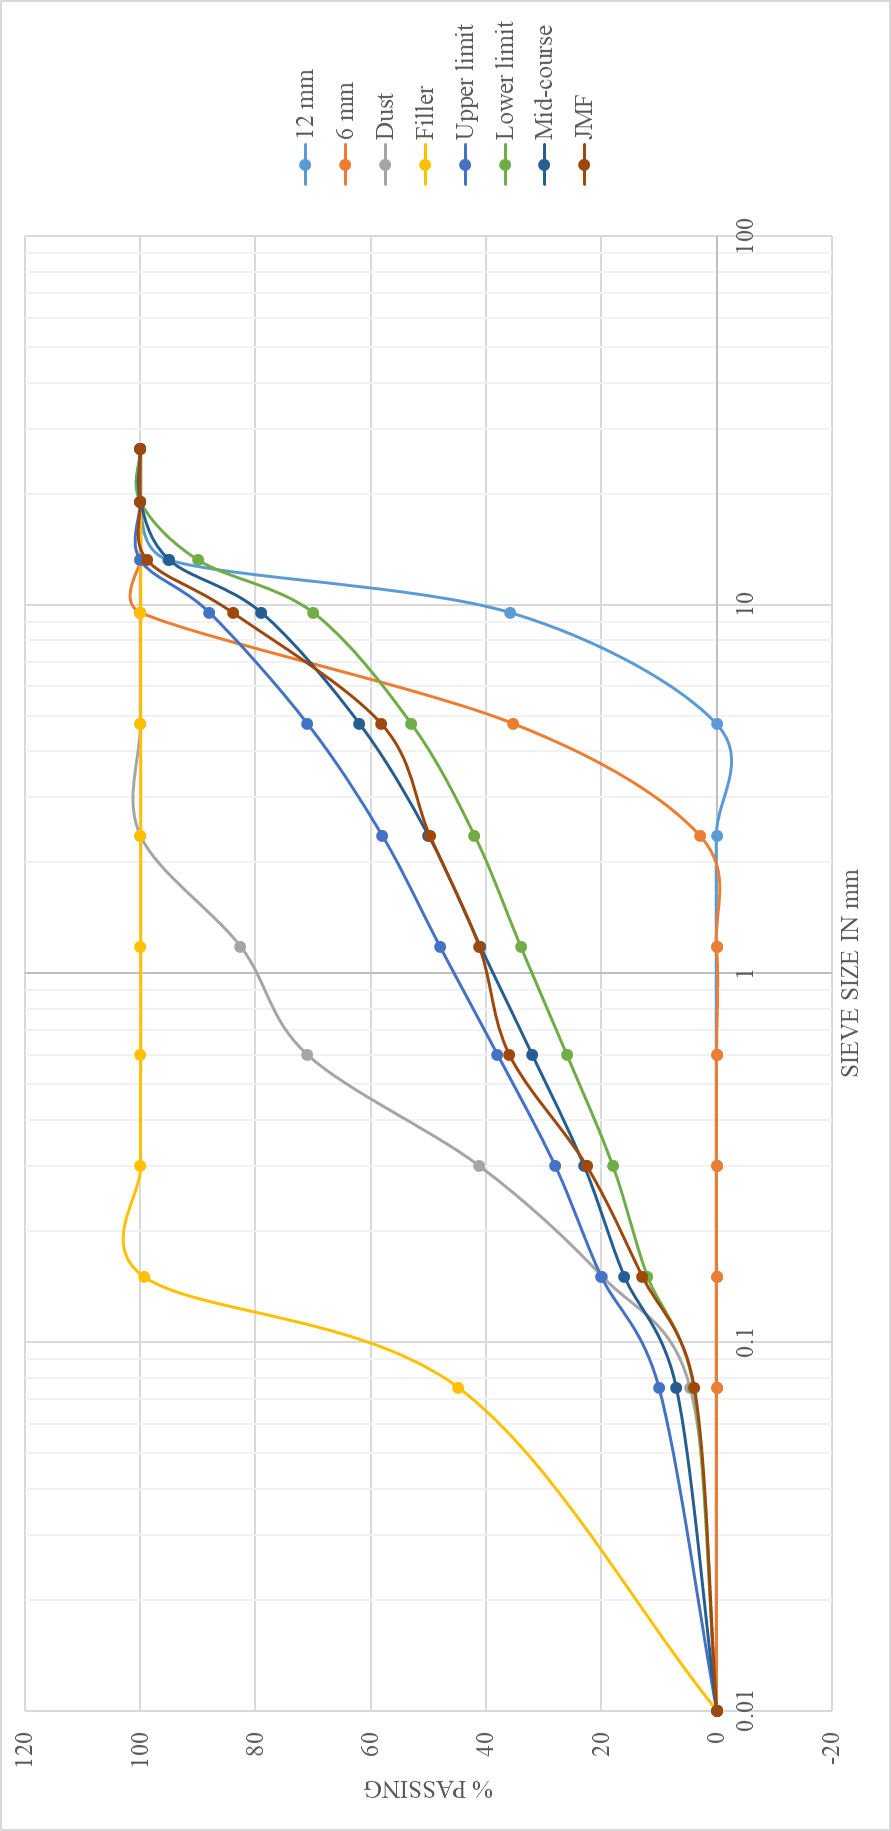 120
100
80
60
40
20
0
-20
% PASSING
0.01
0.1
1
10
100
SIEVE SIZE IN mm
12 mm
6 mm
Dust
Filler
Upper limit
Lower limit
Mid-course
JMF